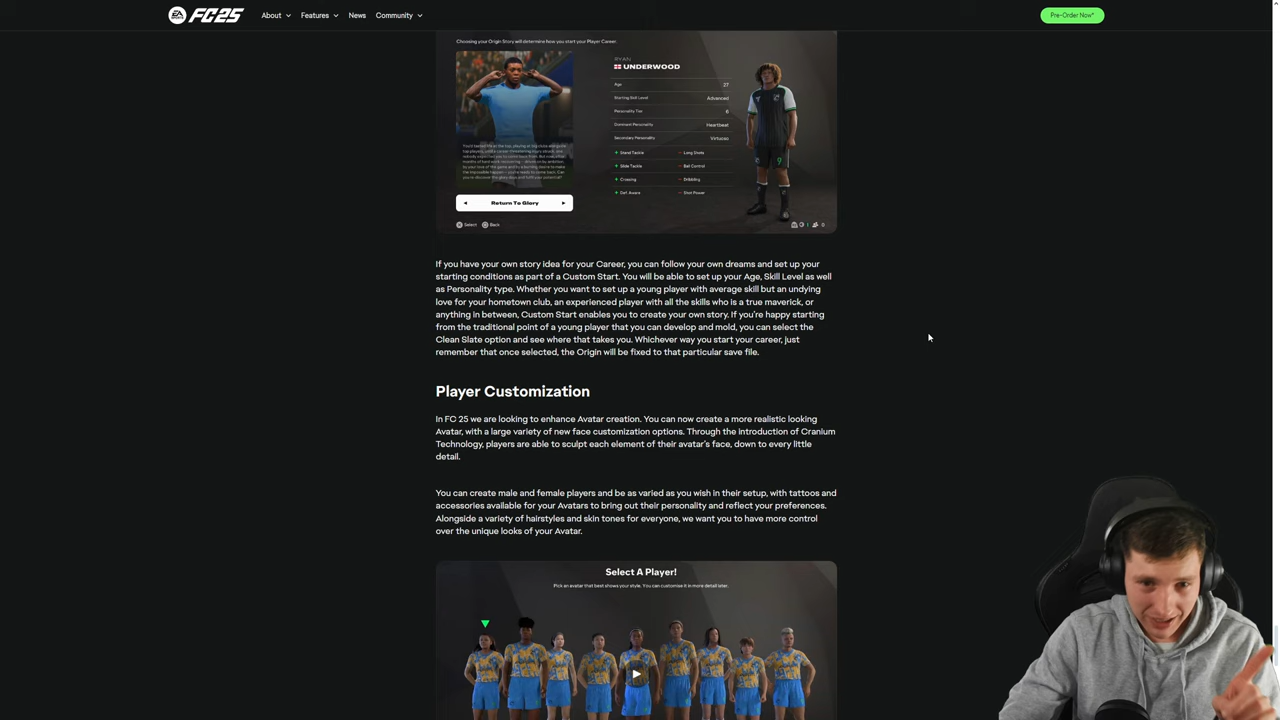 EA SPORTS FC25
About
Features
News
Community
Pre-Order Now*
Choosing your Origin Story will determine how you start your Player Career.
RYAN
UNDERWOOD
Age 27
Starting Skill Level Advanced
Personality Tier 6
Dominant Personality Heartbeat
Secondary Personality Virtuoso
+ Stand Tackle — Long Shots
+ Slide Tackle — Ball Control
+ Crossing — Dribbling
+ Def. Aware — Shot Power
Return To Glory
Select Back
1 0
If you have your own story idea for your Career, you can follow your own dreams and set up your
starting conditions as part of a Custom Start. You will be able to set up your Age, Skill Level as well
as Personality type. Whether you want to set up a young player with average skill but an undying
love for your hometown club, an experienced player with all the skills who is a true maverick, or
anything in between, Custom Start enables you to create your own story. If you're happy starting
from the traditional point of a young player that you can develop and mold, you can select the
Clean Slate option and see where that takes you. Whichever way you start your career, just
remember that once selected, the Origin will be fixed to that particular save file.
Player Customization
In FC 25 we are looking to enhance Avatar creation. You can now create a more realistic looking
Avatar, with a large variety of new face customization options. Through the introduction of Cranium
Technology, players are able to sculpt each element of their avatar's face, down to every little
detail.
You can create male and female players and be as varied as you wish in their setup, with tattoos and
accessories available for your Avatars to bring out their personality and reflect your preferences.
Alongside a variety of hairstyles and skin tones for everyone, we want you to have more control
over the unique looks of your Avatar.
Select A Player!
Pick an avatar that best shows your style. You can customise it in more detail later.